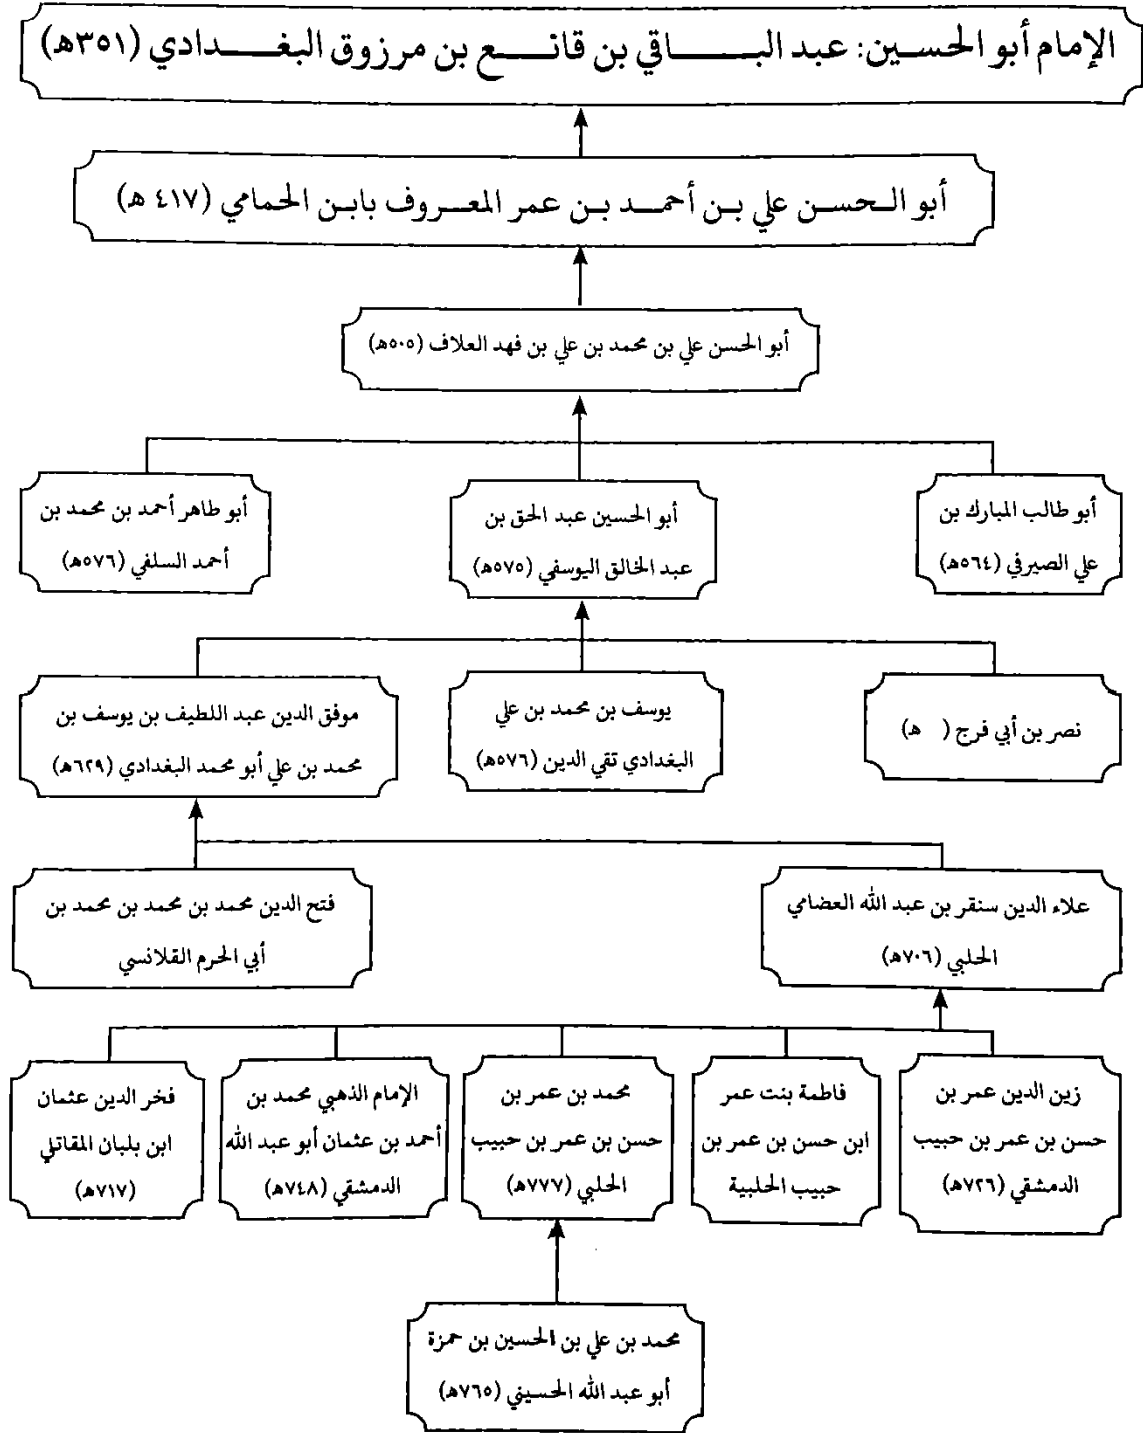 الإمام أبو الحسين: عبد الباقي بن قانع بن مرزوق البغدادي (٣٥١هـ)
أبو الحسن علي بن أحمد بن عمر المعروف بابن الحمامي (٤١٧ هـ)
أبو الحسن علي بن محمد بن علي بن فهد العلاف (٥٠٥هـ)
أبو طالب المبارك بن
علي الصيرفي (٥٦٤هـ)
أبو الحسين عبد الحق بن
عبد الخالق اليوسفي (٥٧٥هـ)
أبو طاهر أحمد بن محمد بن
أحمد السلفي (٥٧٦هـ)
نصر بن أبي فرج ( هـ)
يوسف بن محمد بن علي
البغدادي تقي الدين (٥٧٦هـ)
موفق الدين عبد اللطيف بن يوسف بن
محمد بن علي أبو محمد البغدادي (٦٢٩هـ)
علاء الدين سنقر بن عبد الله العضامي
الحلبي (٧٠٦هـ)
فتح الدين محمد بن محمد بن محمد بن
أبي الحرم القلانسي
زين الدين عمر بن
حسن بن عمر بن حبيب
الدمشقي (٧٢٦هـ)
فاطمة بنت عمر
ابن حسن بن عمر بن
حبيب الحلبية
محمد بن عمر بن
حسن بن عمر بن حبيب
الحلبي (٧٧٧هـ)
الإمام الذهبي محمد بن
أحمد بن عثمان أبو عبد الله
الدمشقي (٧٤٨هـ)
فخر الدين عثمان
ابن بلبان المقاتلي
(٧١٧هـ)
محمد بن علي بن الحسين بن حمزة
أبو عبد الله الحسيني (٧٦٥هـ)